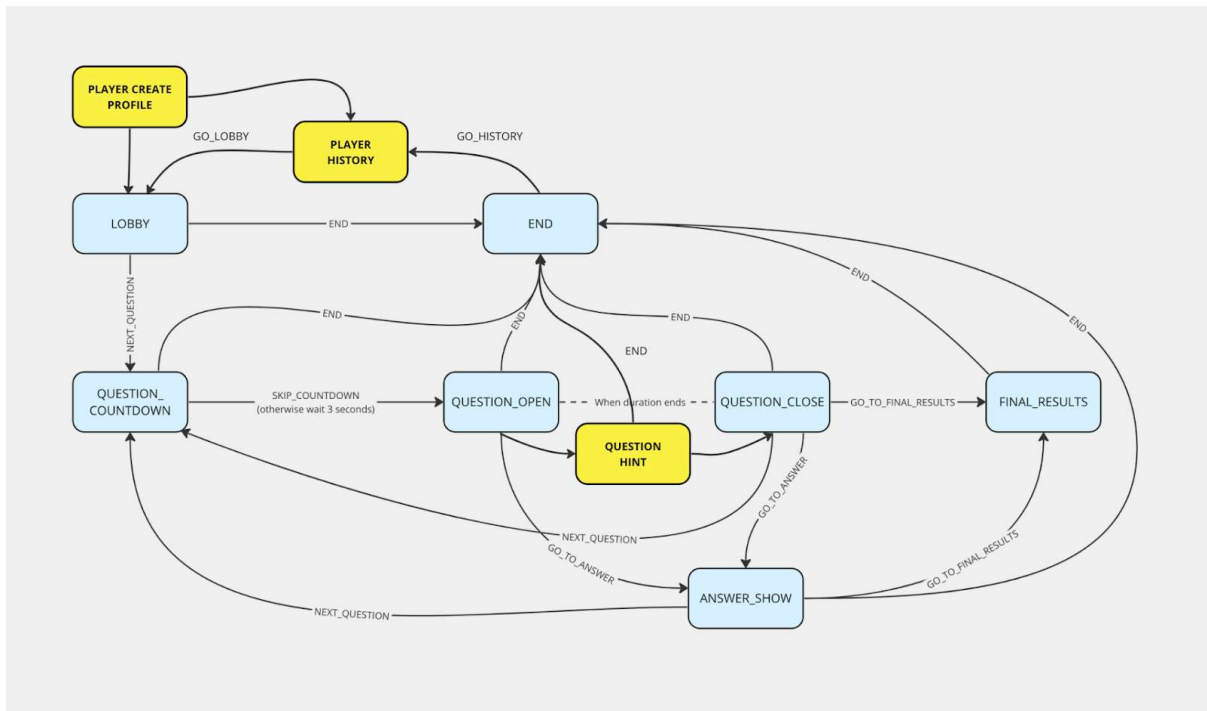 PLAYER CREATE
PROFILE
GO_LOBBY
PLAYER
HISTORY
GO_HISTORY
LOBBY
END
END
NEXT_QUESTION
END
END
END
END
END
END
QUESTION_
COUNTDOWN
SKIP_COUNTDOWN
(otherwise wait 3 seconds)
QUESTION_OPEN
When duration ends
QUESTION_CLOSE
GO_TO_FINAL_RESULTS
FINAL_RESULTS
QUESTION
HINT
GO_TO_ANSWER
NEXT_QUESTION
GO_TO_ANSWER
GO_TO_FINAL_RESULTS
ANSWER_SHOW
NEXT_QUESTION